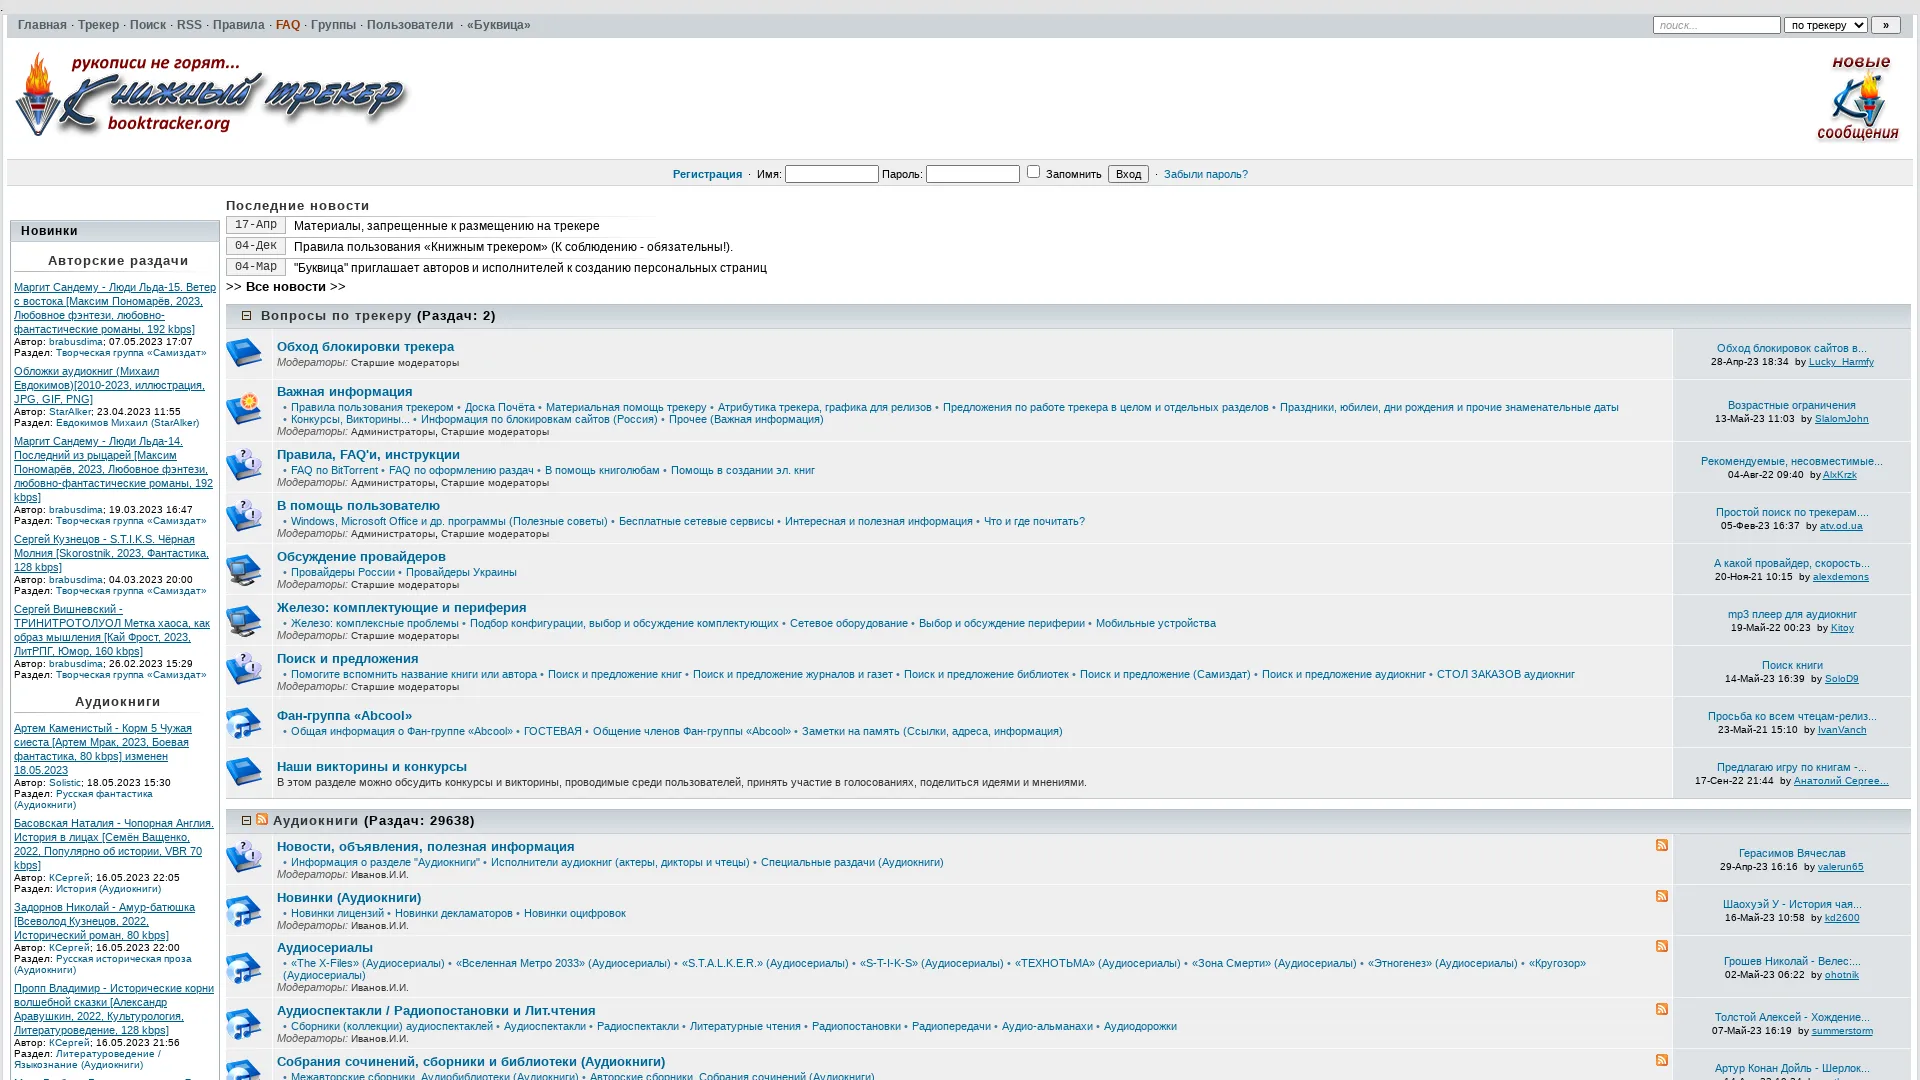 Главная · Трекер · Поиск · RSS · Правила · FAQ · Группы · Пользователи · «Буквица»
поиск... по трекеру »
рукописи не горят...
Книжный трекер
booktracker.org
новые
сообщения
Регистрация · Имя: Пароль: Запомнить Вход · Забыли пароль?
Новинки
Авторские раздачи
Маргит Сандему - Люди Льда-15. Ветер
с востока [Максим Пономарёв, 2023,
Любовное фэнтези, любовно-
фантастические романы, 192 kbps]
Автор: brabusdima; 07.05.2023 17:07
Раздел: Творческая группа «Самиздат»
Обложки аудиокниг (Михаил
Евдокимов)[2010-2023, иллюстрация,
JPG, GIF, PNG]
Автор: StarAlker; 23.04.2023 11:55
Раздел: Евдокимов Михаил (StarAlker)
Маргит Сандему - Люди Льда-14.
Последний из рыцарей [Максим
Пономарёв, 2023, Любовное фэнтези,
любовно-фантастические романы, 192
kbps]
Автор: brabusdima; 19.03.2023 16:47
Раздел: Творческая группа «Самиздат»
Сергей Кузнецов - S.T.I.K.S. Чёрная
Молния [Skorostnik, 2023, Фантастика,
128 kbps]
Автор: brabusdima; 04.03.2023 20:00
Раздел: Творческая группа «Самиздат»
Сергей Вишневский -
ТРИНИТРОТОЛУОЛ Метка хаоса, как
образ мышления [Кай Фрост, 2023,
ЛитРПГ, Юмор, 160 kbps]
Автор: brabusdima; 26.02.2023 15:29
Раздел: Творческая группа «Самиздат»
Аудиокниги
Артем Каменистый - Корм 5 Чужая
сиеста [Артем Мрак, 2023, Боевая
фантастика, 80 kbps] изменен
18.05.2023
Автор: Solistic; 18.05.2023 15:30
Раздел: Русская фантастика
(Аудиокниги)
Басовская Наталия - Чопорная Англия.
История в лицах [Семён Ващенко,
2022, Популярно об истории, VBR 70
kbps]
Автор: КСергей; 16.05.2023 22:05
Раздел: История (Аудиокниги)
Задорнов Николай - Амур-батюшка
[Всеволод Кузнецов, 2022,
Исторический роман, 80 kbps]
Автор: КСергей; 16.05.2023 22:00
Раздел: Русская историческая проза
(Аудиокниги)
Пропп Владимир - Исторические корни
волшебной сказки [Александр
Аравушкин, 2022, Культурология,
Литературоведение, 128 kbps]
Автор: КСергей; 16.05.2023 21:56
Раздел: Литературоведение /
Языкознание (Аудиокниги)
Последние новости
17-Апр Материалы, запрещенные к размещению на трекере
04-Дек Правила пользования «Книжным трекером» (К соблюдению - обязательны!).
04-Мар "Буквица" приглашает авторов и исполнителей к созданию персональных страниц
>> Все новости >>
Вопросы по трекеру (Раздач: 2)
Обход блокировки трекера
Модераторы: Старшие модераторы
Обход блокировок сайтов в...
28-Апр-23 18:34 by Lucky_Harmfy
Важная информация
• Правила пользования трекером • Доска Почёта • Материальная помощь трекеру • Атрибутика трекера, графика для релизов • Предложения по работе трекера в целом и отдельных разделов • Праздники, юбилеи, дни рождения и прочие знаменательные даты
• Конкурсы, Викторины... • Информация по блокировкам сайтов (Россия) • Прочее (Важная информация)
Модераторы: Администраторы, Старшие модераторы
Возрастные ограничения
13-Май-23 11:03 by SlalomJohn
Правила, FAQ'и, инструкции
• FAQ по BitTorrent • FAQ по оформлению раздач • В помощь книголюбам • Помощь в создании эл. книг
Модераторы: Администраторы, Старшие модераторы
Рекомендуемые, несовместимые...
04-Авг-22 09:40 by AlxKrzk
В помощь пользователю
• Windows, Microsoft Office и др. программы (Полезные советы) • Бесплатные сетевые сервисы • Интересная и полезная информация • Что и где почитать?
Модераторы: Администраторы, Старшие модераторы
Простой поиск по трекерам....
05-Фев-23 16:37 by atv.od.ua
Обсуждение провайдеров
• Провайдеры России • Провайдеры Украины
Модераторы: Старшие модераторы
А какой провайдер, скорость...
20-Ноя-21 10:15 by alexdemons
Железо: комплектующие и периферия
• Железо: комплексные проблемы • Подбор конфигурации, выбор и обсуждение комплектующих • Сетевое оборудование • Выбор и обсуждение периферии • Мобильные устройства
Модераторы: Старшие модераторы
mp3 плеер для аудиокниг
19-Май-22 00:23 by Kitoy
Поиск и предложения
• Помогите вспомнить название книги или автора • Поиск и предложение книг • Поиск и предложение журналов и газет • Поиск и предложение библиотек • Поиск и предложение (Самиздат) • Поиск и предложение аудиокниг • СТОЛ ЗАКАЗОВ аудиокниг
Модераторы: Старшие модераторы
Поиск книги
14-Май-23 16:39 by SoloD9
Фан-группа «Abcool»
• Общая информация о Фан-группе «Abcool» • ГОСТЕВАЯ • Общение членов Фан-группы «Abcool» • Заметки на память (Ссылки, адреса, информация)
Просьба ко всем чтецам-релиз...
23-Май-21 15:10 by IvanVanch
Наши викторины и конкурсы
В этом разделе можно обсудить конкурсы и викторины, проводимые среди пользователей, принять участие в голосованиях, поделиться идеями и мнениями.
Предлагаю игру по книгам -...
17-Сен-22 21:44 by Анатолий Сергее...
Аудиокниги (Раздач: 29638)
Новости, объявления, полезная информация
• Информация о разделе "Аудиокниги" • Исполнители аудиокниг (актеры, дикторы и чтецы) • Специальные раздачи (Аудиокниги)
Модераторы: Иванов.И.И.
Герасимов Вячеслав
29-Апр-23 16:16 by valerun65
Новинки (Аудиокниги)
• Новинки лицензий • Новинки декламаторов • Новинки оцифровок
Модераторы: Иванов.И.И.
Шаохуэй У - История чая...
16-Май-23 10:58 by kd2600
Аудиосериалы
• «The X-Files» (Аудиосериалы) • «Вселенная Метро 2033» (Аудиосериалы) • «S.T.A.L.K.E.R.» (Аудиосериалы) • «S-T-I-K-S» (Аудиосериалы) • «ТЕХНОТЬМА» (Аудиосериалы) • «Зона Смерти» (Аудиосериалы) • «Этногенез» (Аудиосериалы) • «Кругозор»
(Аудиосериалы)
Модераторы: Иванов.И.И.
Грошев Николай - Велес:...
02-Май-23 06:22 by ohotnik
Аудиоспектакли / Радиопостановки и Лит.чтения
• Сборники (коллекции) аудиоспектаклей • Аудиоспектакли • Радиоспектакли • Литературные чтения • Радиопостановки • Радиопередачи • Аудио-альманахи • Аудиодорожки
Модераторы: Иванов.И.И.
Толстой Алексей - Хождение...
07-Май-23 16:19 by summerstorm
Собрания сочинений, сборники и библиотеки (Аудиокниги)
• Межавторские сборники, Аудиобиблиотеки (Аудиокниги) • Авторские сборники, Собрания сочинений (Аудиокниги)
Артур Конан Дойль - Шерлок...